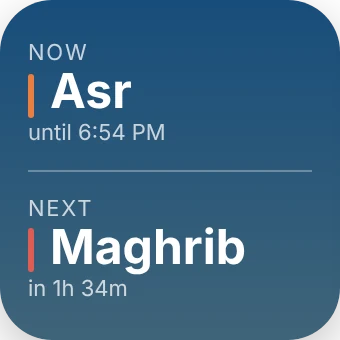 NOW
Asr
until 6:54 PM
NEXT
Maghrib
in 1h 34m